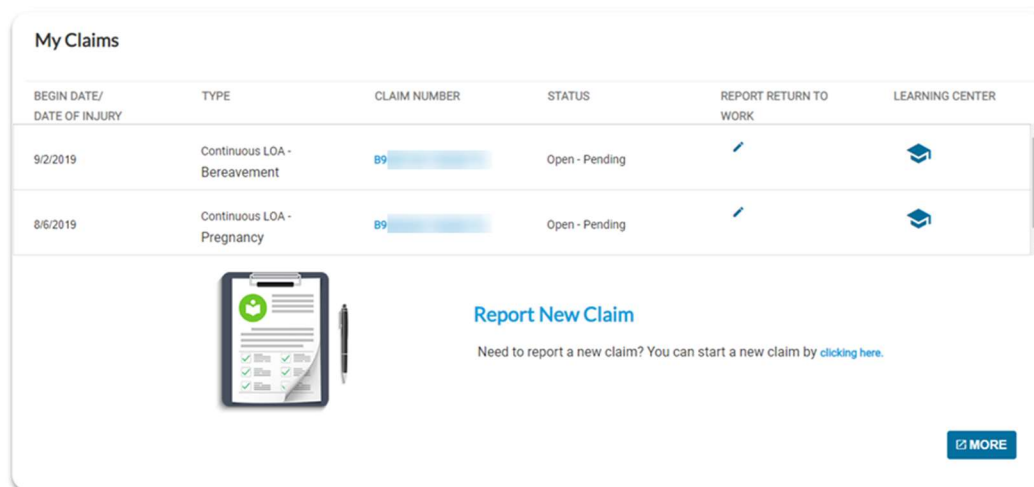 My Claims
BEGIN DATE/ TYPE CLAIM NUMBER STATUS REPORT RETURN TO LEARNING CENTER
DATE OF INJURY WORK
9/2/2019 Continuous LOA - B9 Open - Pending
Bereavement
8/6/2019 Continuous LOA - B9 Open - Pending
Pregnancy
Report New Claim
Need to report a new claim? You can start a new claim by clicking here.
MORE